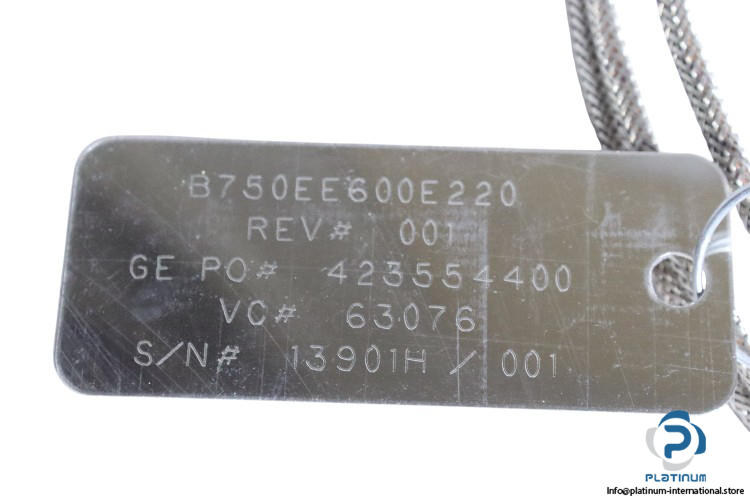 B750EE600E220
REV# 001
GE PO# 423554400
VC# 63076
S/N# 13901H / 001
PLATINUM
Info@platinum-international.store